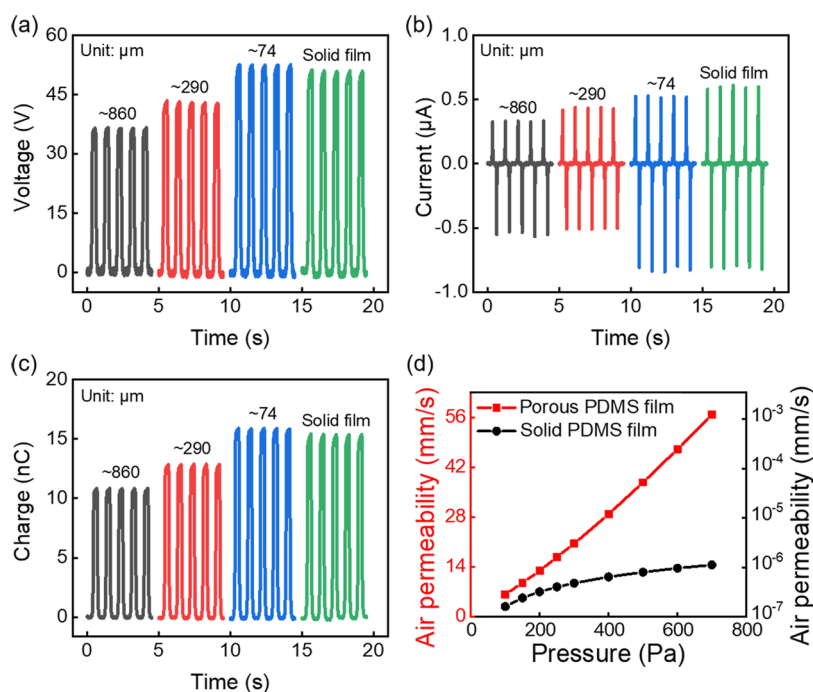 (a)
60
45
30
15
0
Voltage (V)
Unit: µm
~860
~290
~74
Solid film
0
5
10
15
20
Time (s)
(b)
1.0
0.5
0.0
-0.5
-1.0
Current (µA)
Unit: µm
~860
~290
~74
Solid film
0
5
10
15
20
Time (s)
(c)
20
15
10
5
0
Charge (nC)
Unit: µm
~860
~290
~74
Solid film
0
5
10
15
20
Time (s)
(d)
56
42
28
14
0
Air permeability (mm/s)
Porous PDMS film
Solid PDMS film
10⁻³
10⁻⁴
10⁻⁵
10⁻⁶
10⁻⁷
Air permeability (mm/s)
200
400
600
800
Pressure (Pa)